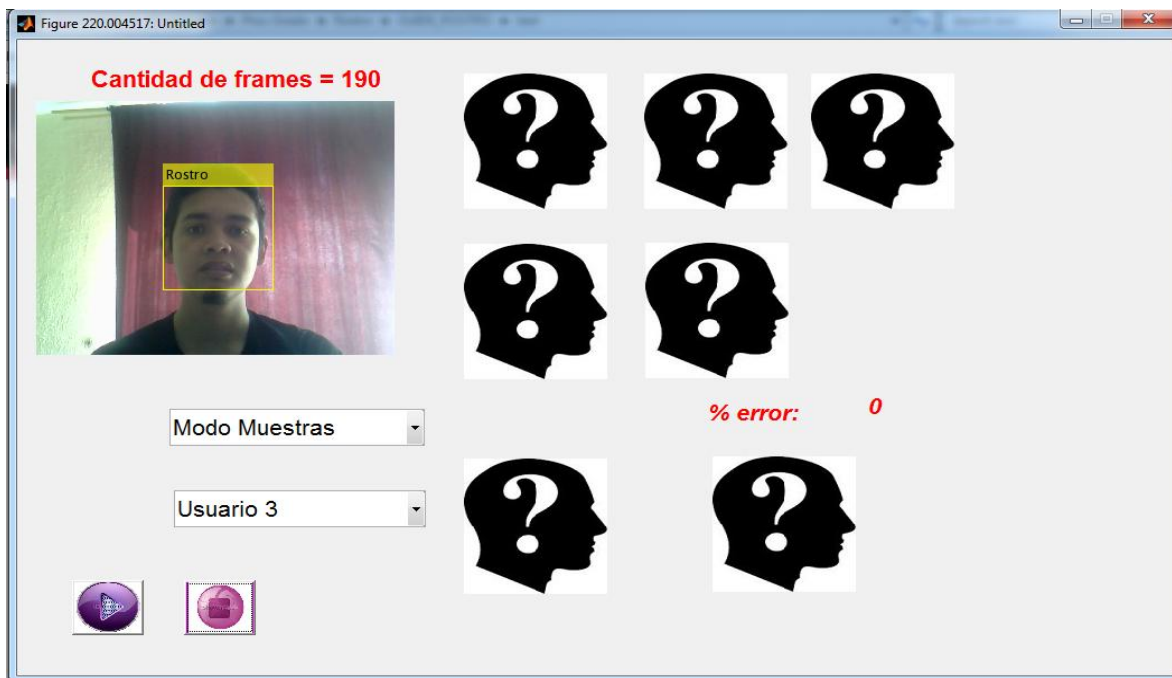 Figure 220.004517: Untitled
Cantidad de frames = 190
Rostro
% error: 0
Modo Muestras
Usuario 3